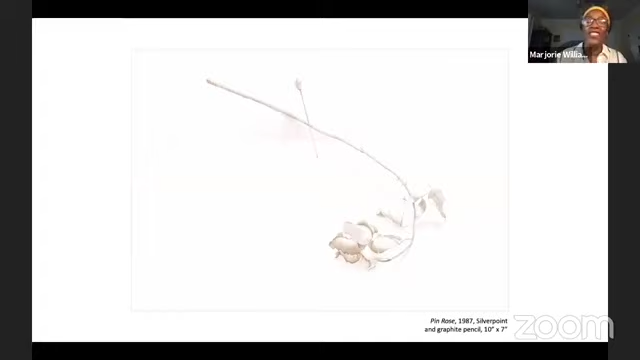 Marjorie Willia...
Pin Rose, 1987, Silverpoint
and graphite pencil, 10" x 7"
zoom